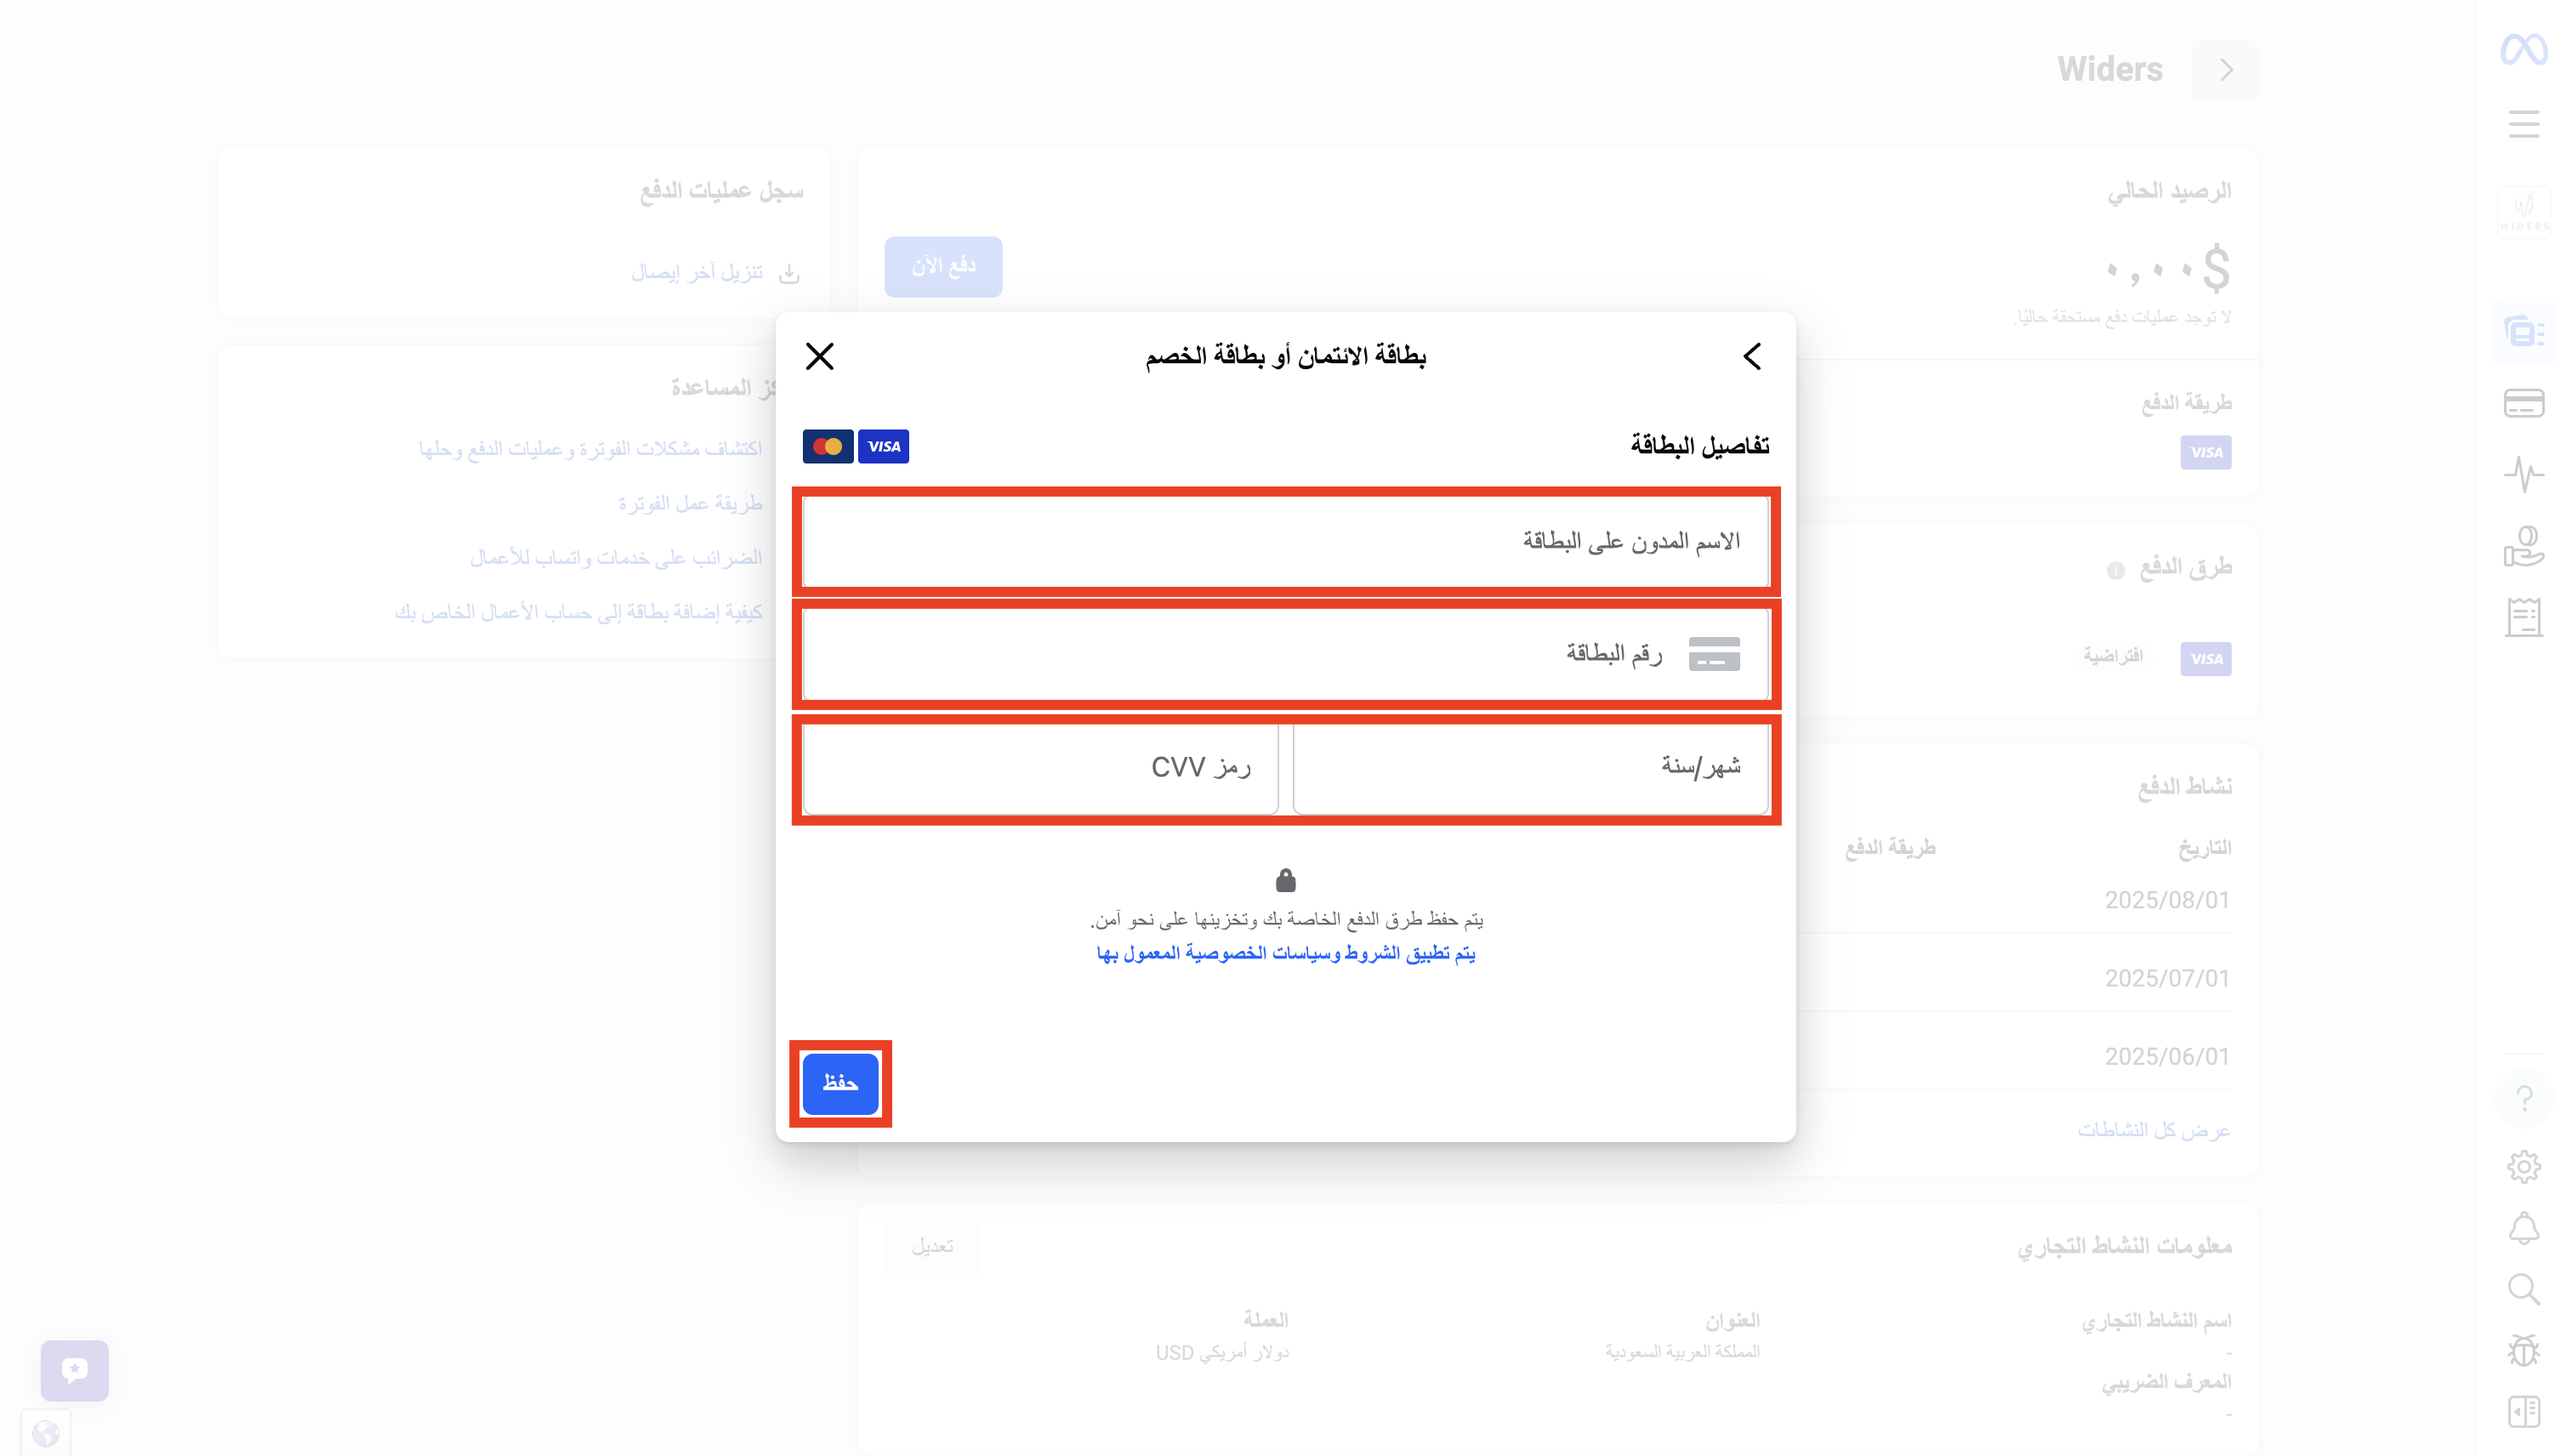 Widers
الرصيد الحالي
$٠,٠٠
لا توجد عمليات دفع مستحقة حاليًا.
دفع الآن
سجل عمليات الدفع
تنزيل آخر إيصال
طريقة الدفع
VISA
المساعدة
اكتشاف مشكلات الفوترة وعمليات الدفع وحلها
طريقة عمل الفوترة
الضرائب على خدمات واتساب للأعمال
كيفية إضافة بطاقة إلى حساب الأعمال الخاص بك
بطاقة الائتمان أو بطاقة الخصم
تفاصيل البطاقة
VISA
الاسم المدون على البطاقة
رقم البطاقة
شهر/سنة
رمز CVV
يتم حفظ طرق الدفع الخاصة بك وتخزينها على نحو آمن.
يتم تطبيق الشروط وسياسات الخصوصية المعمول بها
حفظ
طرق الدفع
VISA
افتراضية
نشاط الدفع
التاريخ
طريقة الدفع
2025/08/01
2025/07/01
2025/06/01
عرض كل النشاطات
معلومات النشاط التجاري
تعديل
اسم النشاط التجاري
-
العنوان
المملكة العربية السعودية
العملة
دولار أمريكي USD
المعرف الضريبي
-
WIDERS